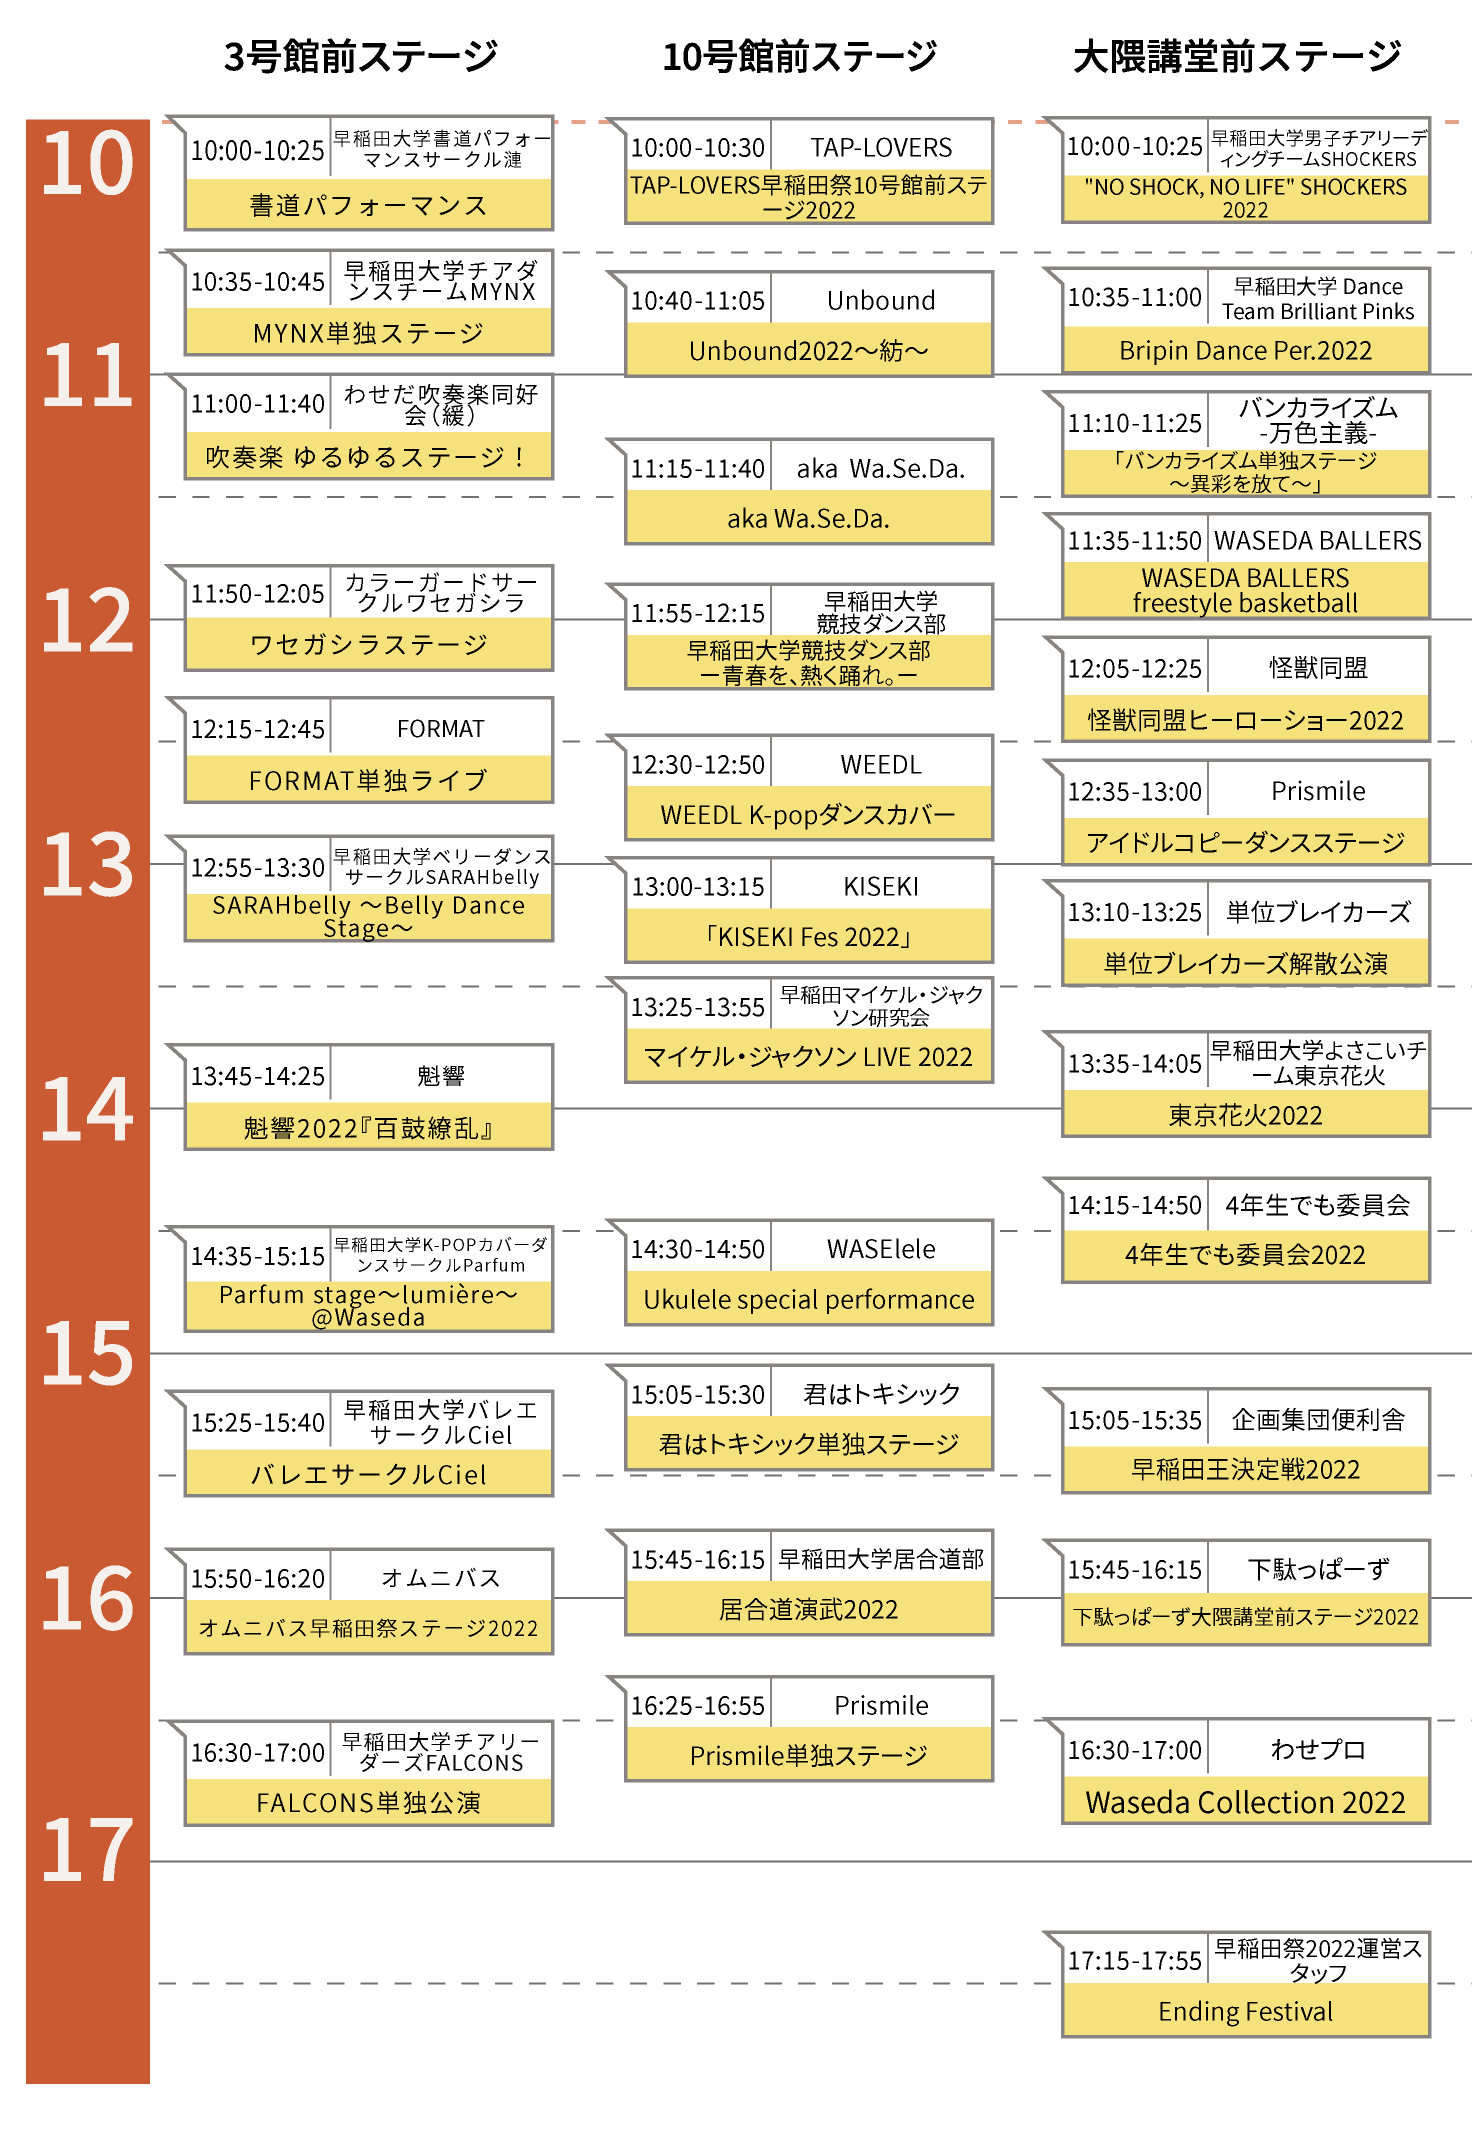 3号館前ステージ
10号館前ステージ
大隈講堂前ステージ
10
11
12
13
14
15
16
17
10:00-10:25
早稲田大学書道パフォー
マンスサークル漣
書道パフォーマンス
10:35-10:45
早稲田大学チアダ
ンスチームMYNX
MYNX単独ステージ
11:00-11:40
わせだ吹奏楽同好
会（緩）
吹奏楽 ゆるゆるステージ！
11:50-12:05
カラーガードサー
クルワセガシラ
ワセガシラステージ
12:15-12:45
FORMAT
FORMAT単独ライブ
12:55-13:30
早稲田大学ベリーダンス
サークルSARAHbelly
SARAHbelly ～Belly Dance
Stage～
13:45-14:25
魁響
魁響2022『百鼓繚乱』
14:35-15:15
早稲田大学K-POPカバーダ
ンスサークルParfum
Parfum stage～lumière～
@Waseda
15:25-15:40
早稲田大学バレエ
サークルCiel
バレエサークルCiel
15:50-16:20
オムニバス
オムニバス早稲田祭ステージ2022
16:30-17:00
早稲田大学チアリー
ダーズFALCONS
FALCONS単独公演
10:00-10:30
TAP-LOVERS
TAP-LOVERS早稲田祭10号館前ステ
ージ2022
10:40-11:05
Unbound
Unbound2022～紡～
11:15-11:40
aka Wa.Se.Da.
aka Wa.Se.Da.
11:55-12:15
早稲田大学
競技ダンス部
早稲田大学競技ダンス部
ー青春を、熱く踊れ。ー
12:30-12:50
WEEDL
WEEDL K-popダンスカバー
13:00-13:15
KISEKI
「KISEKI Fes 2022」
13:25-13:55
早稲田マイケル・ジャク
ソン研究会
マイケル・ジャクソン LIVE 2022
14:30-14:50
WASElele
Ukulele special performance
15:05-15:30
君はトキシック
君はトキシック単独ステージ
15:45-16:15
早稲田大学居合道部
居合道演武2022
16:25-16:55
Prismile
Prismile単独ステージ
10:00-10:25
早稲田大学男子チアリーデ
ィングチームSHOCKERS
"NO SHOCK, NO LIFE" SHOCKERS
2022
10:35-11:00
早稲田大学 Dance
Team Brilliant Pinks
Bripin Dance Per.2022
11:10-11:25
バンカライズム
-万色主義-
「バンカライズム単独ステージ
～異彩を放て～」
11:35-11:50
WASEDA BALLERS
WASEDA BALLERS
freestyle basketball
12:05-12:25
怪獣同盟
怪獣同盟ヒーローショー2022
12:35-13:00
Prismile
アイドルコピーダンスステージ
13:10-13:25
単位ブレイカーズ
単位ブレイカーズ解散公演
13:35-14:05
早稲田大学よさこいチ
ーム東京花火
東京花火2022
14:15-14:50
4年生でも委員会
4年生でも委員会2022
15:05-15:35
企画集団便利舎
早稲田王決定戦2022
15:45-16:15
下駄っぱーず
下駄っぱーず大隈講堂前ステージ2022
16:30-17:00
わせプロ
Waseda Collection 2022
17:15-17:55
早稲田祭2022運営ス
タッフ
Ending Festival